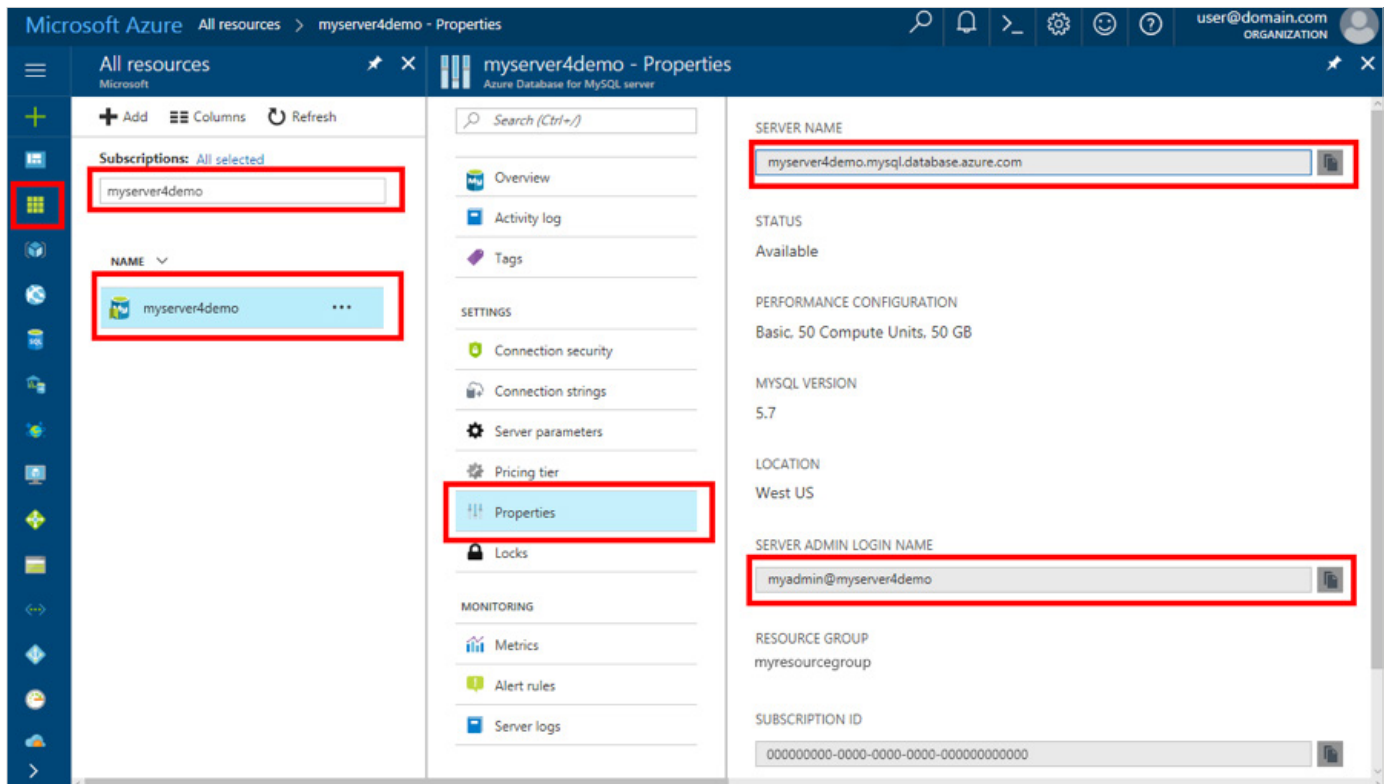 Microsoft Azure All resources > myserver4demo - Properties
user@domain.com
ORGANIZATION
All resources
Microsoft
Add Columns Refresh
Subscriptions: All selected
myserver4demo
NAME
myserver4demo ...
myserver4demo - Properties
Azure Database for MySQL server
Search (Ctrl+/)
Overview
Activity log
Tags
SETTINGS
Connection security
Connection strings
Server parameters
Pricing tier
Properties
Locks
MONITORING
Metrics
Alert rules
Server logs
SERVER NAME
myserver4demo.mysql.database.azure.com
STATUS
Available
PERFORMANCE CONFIGURATION
Basic, 50 Compute Units, 50 GB
MYSQL VERSION
5.7
LOCATION
West US
SERVER ADMIN LOGIN NAME
myadmin@myserver4demo
RESOURCE GROUP
myresourcegroup
SUBSCRIPTION ID
000000000-0000-0000-0000-000000000000